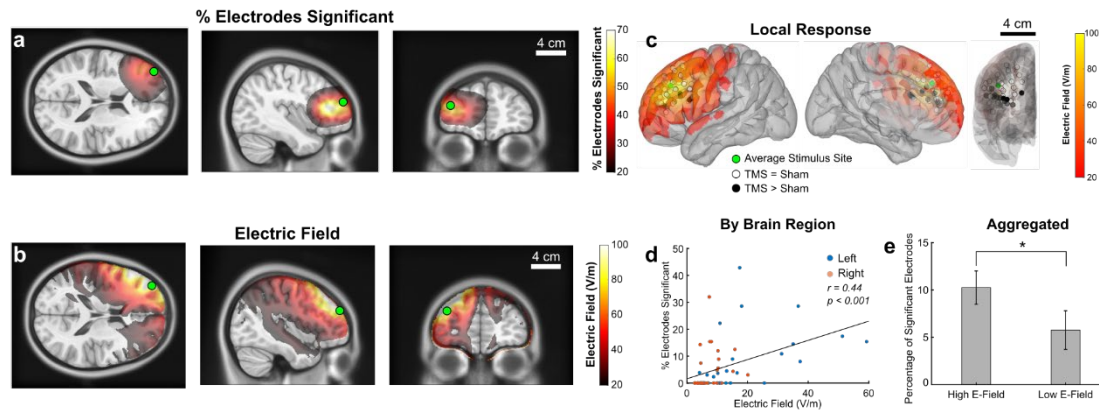 % Electrodes Significant
a
4 cm
% Electrrodes Significant
70
60
50
40
30
20
b
Electric Field
4 cm
Electric Field (V/m)
100
80
60
40
20
c
Local Response
4 cm
Average Stimulus Site
TMS = Sham
TMS > Sham
Electric Field (V/m)
100
80
60
40
20
d
By Brain Region
Left
Right
r = 0.44
p < 0.001
% Electrodes Significant
50
40
30
20
10
0
0 20 40 60
Electric Field (V/m)
e
Aggregated
*
Percentage of Significant Electrodes
15
10
5
0
High E-Field Low E-Field